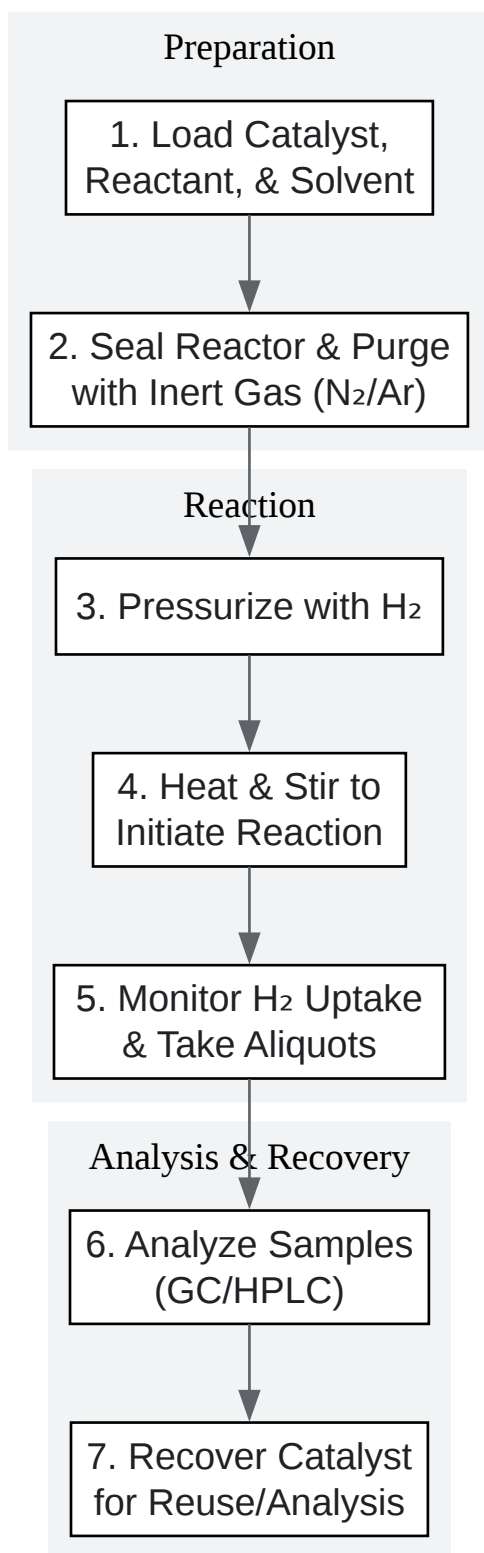 Preparation
1. Load Catalyst,
Reactant, & Solvent
2. Seal Reactor & Purge
with Inert Gas (N₂/Ar)
Reaction
3. Pressurize with H₂
4. Heat & Stir to
Initiate Reaction
5. Monitor H₂ Uptake
& Take Aliquots
Analysis & Recovery
6. Analyze Samples
(GC/HPLC)
7. Recover Catalyst
for Reuse/Analysis